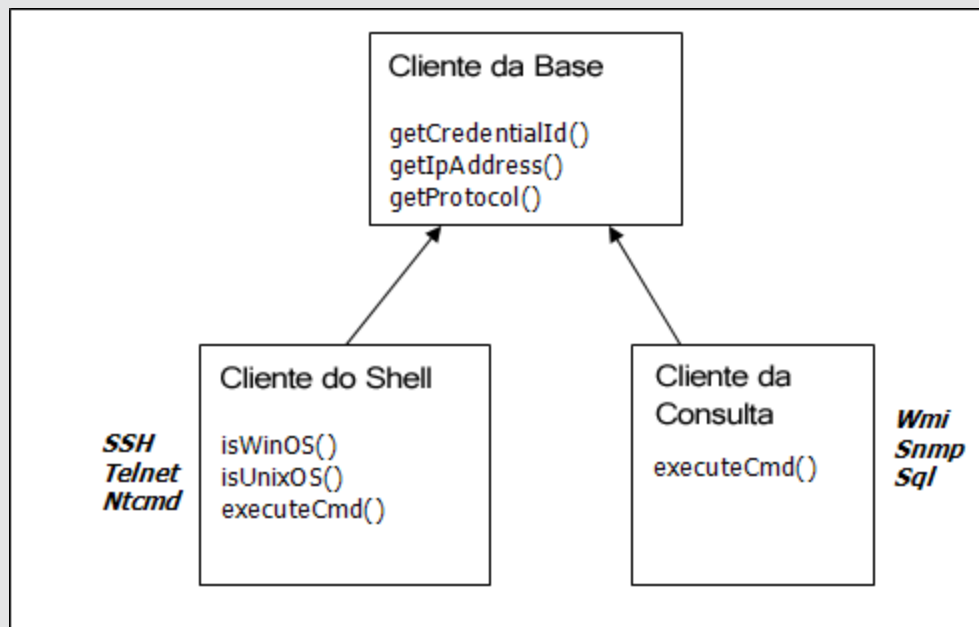 Cliente da Base
getCredentialId()
getIpAddress()
getProtocol()
Cliente do Shell
isWinOS()
isUnixOS()
executeCmd()
SSH
Telnet
Ntcmd
Cliente da
Consulta
executeCmd()
Wmi
Snmp
Sql